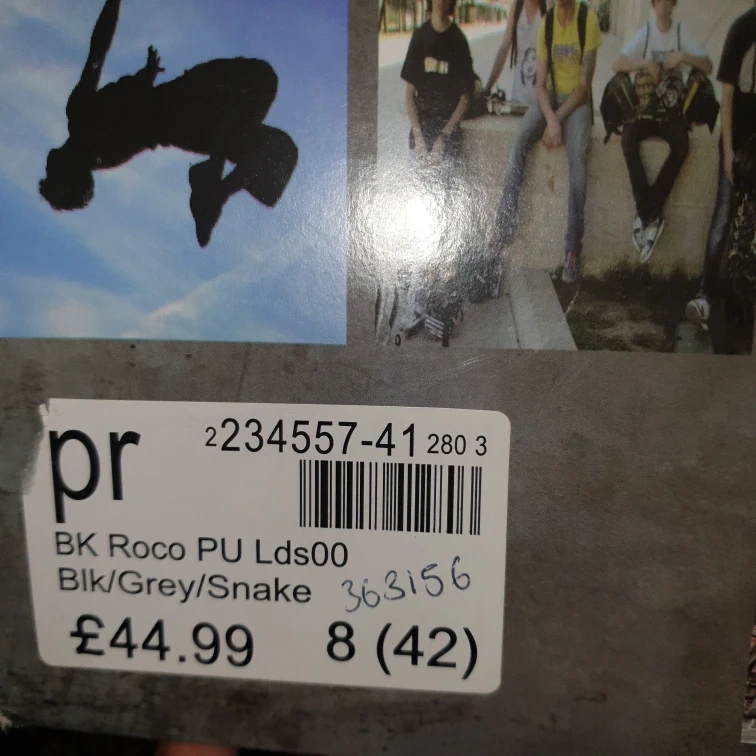 pr
2234557-41 280 3
BK Roco PU Lds00
Blk/Grey/Snake 363156
£44.99 8 (42)